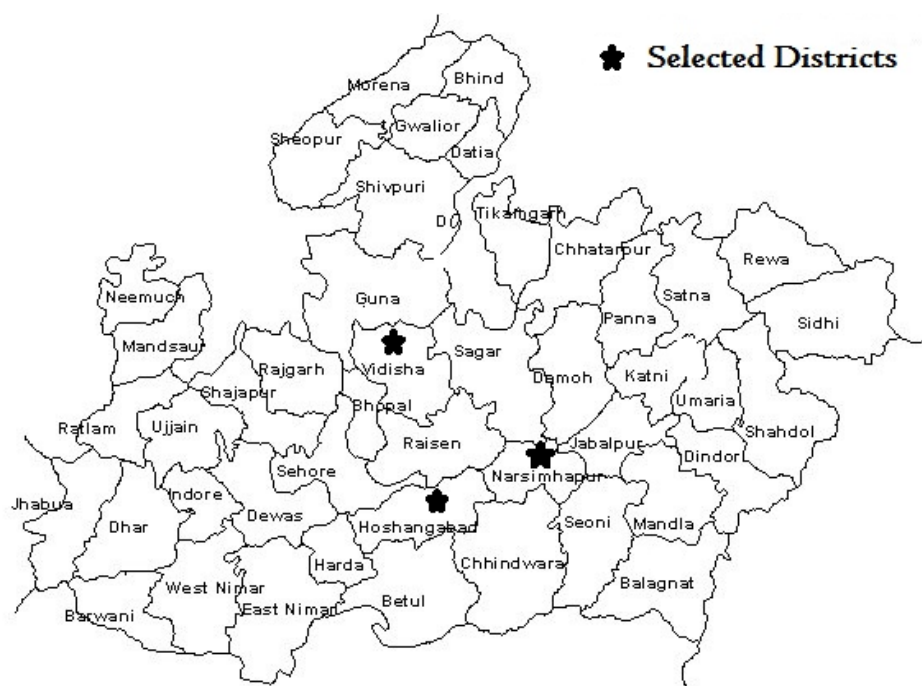 Selected Districts
Bhind
Morena
Gwalior
Sheopur
Datia
Shivpuri
Tikamgarh
D
Chhatarpur
Rewa
Neemuch
Guna
Satna
Panna
Sidhi
Mandsaur
Sagar
Rajgarh
Vidisha
Damoh
Katni
Shajapur
Umaria
Bhopal
Ratlam
Ujjain
Raisen
Jabalpur
Shahdol
Dindori
Sehore
Narsimhapur
Jhabua
Indore
Dewas
Dhar
Hoshangabad
Seoni
Mandla
Harda
Chhindwara
West Nimar
Balagnat
East Nimar
Betul
Barwani